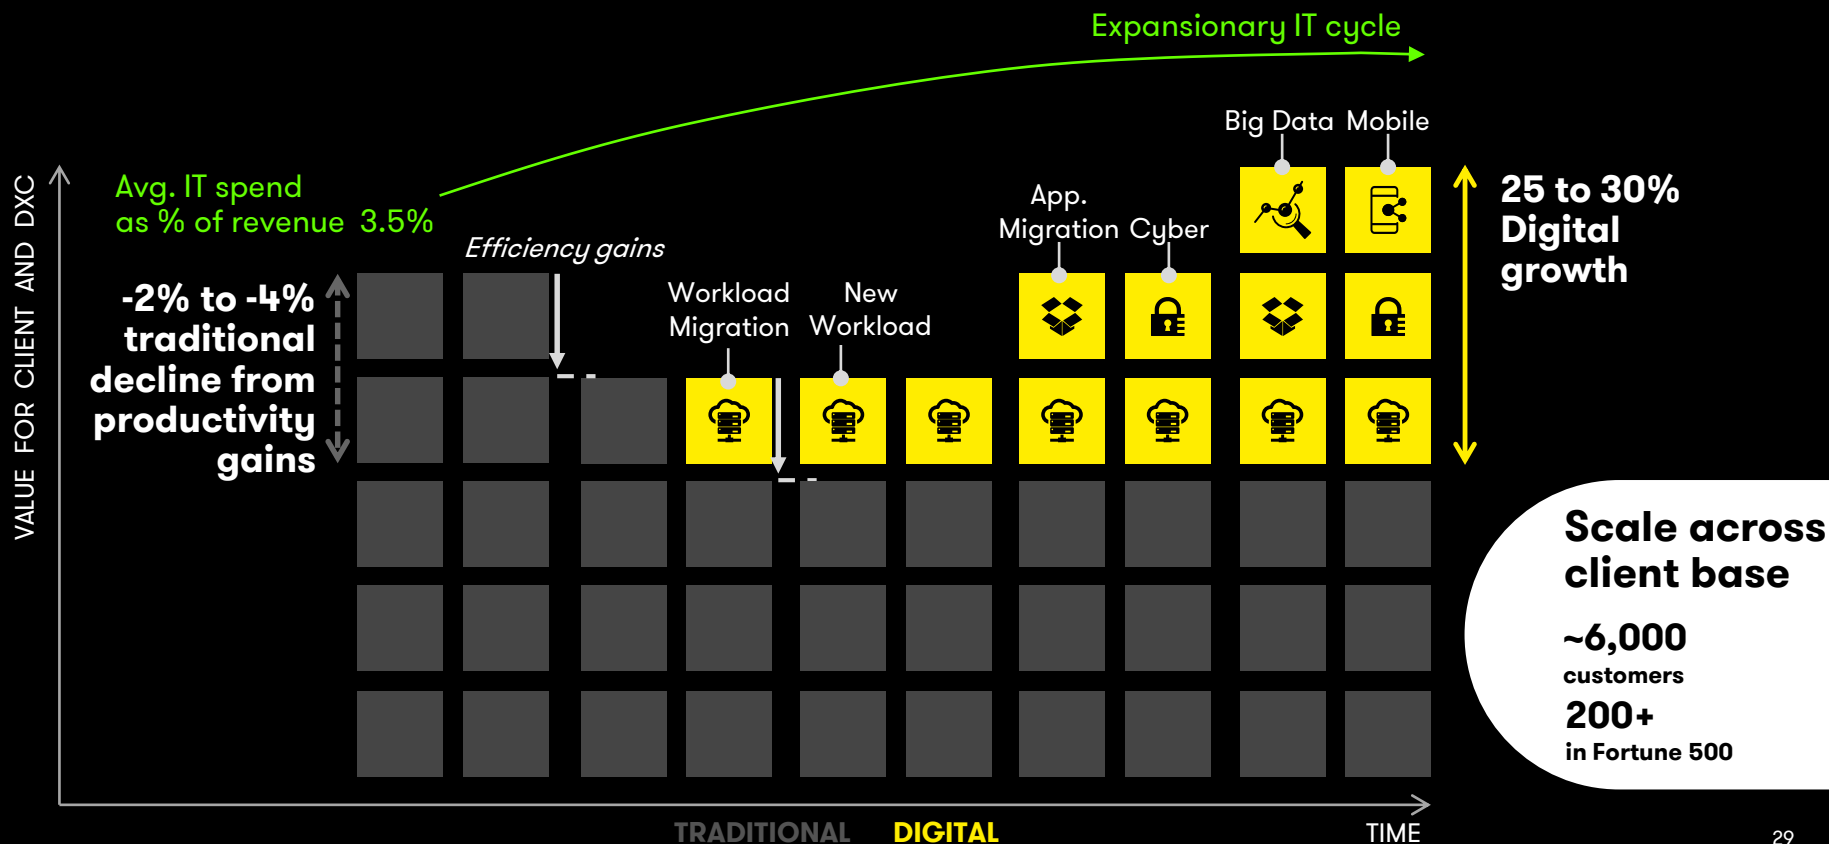 Expansionary IT cycle
Big Data Mobile
Avg. IT spend
as % of revenue 3.5%
App.
Migration Cyber
Efficiency gains
Workload
Migration
New
Workload
-2% to -4%
traditional
decline from
productivity
gains
25 to 30%
Digital
growth
VALUE FOR CLIENT AND DXC
Scale across
client base
~6,000
customers
200+
in Fortune 500
TRADITIONAL DIGITAL
TIME
29